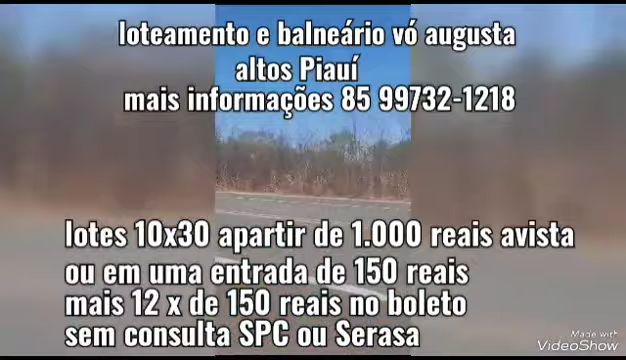 loteamento e balneário vó augusta
altos Piauí
mais informações 85 99732-1218
lotes 10x30 apartir de 1.000 reais avista
ou em uma entrada de 150 reais
mais 12 x de 150 reais no boleto
sem consulta SPC ou Serasa
Made with
VideoShow